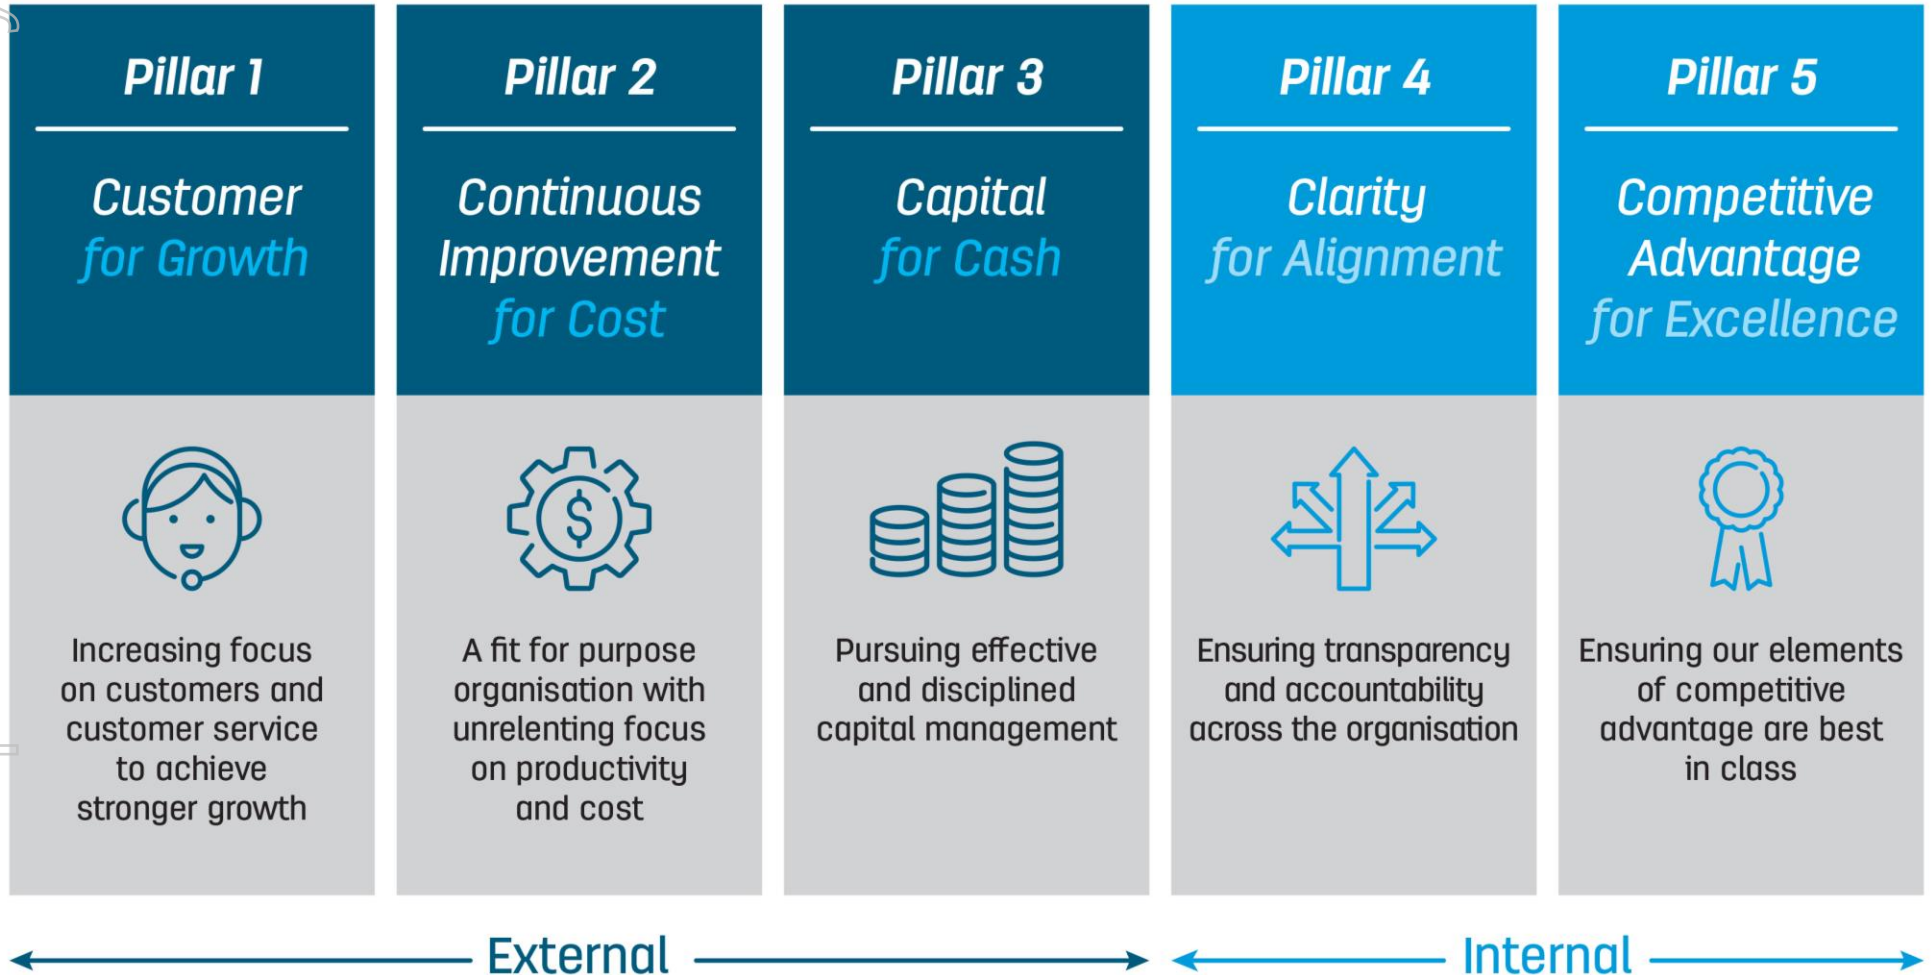 Pillar 1
Customer
for Growth
Increasing focus
on customers and
customer service
to achieve
stronger growth
Pillar 2
Continuous
Improvement
for Cost
$
A fit for purpose
organisation with
unrelenting focus
on productivity
and cost
Pillar 3
Capital
for Cash
Pursuing effective
and disciplined
capital management
Pillar 4
Clarity
for Alignment
Ensuring transparency
and accountability
across the organisation
Pillar 5
Competitive
Advantage
for Excellence
Ensuring our elements
of competitive
advantage are best
in class
External
Internal